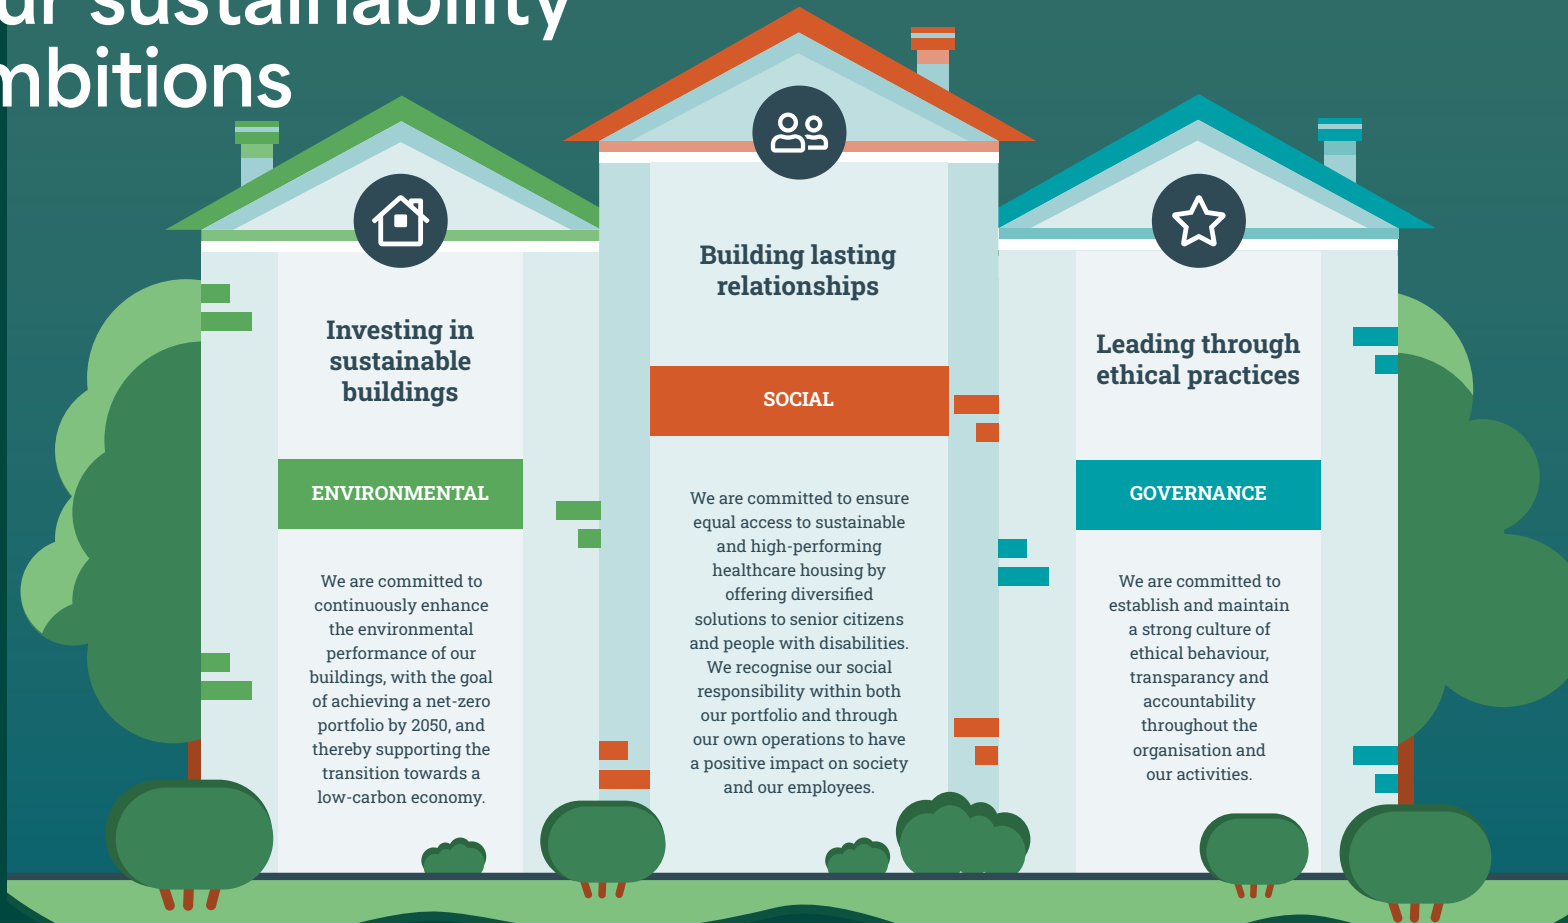 ur sustainability
mbitions
Investing in
sustainable
buildings
ENVIRONMENTAL
We are committed to
continuously enhance
the environmental
performance of our
buildings, with the goal
of achieving a net-zero
portfolio by 2050, and
thereby supporting the
transition towards a
low-carbon economy.
Building lasting
relationships
SOCIAL
We are committed to ensure
equal access to sustainable
and high-performing
healthcare housing by
offering diversified
solutions to senior citizens
and people with disabilities.
We recognise our social
responsibility within both
our portfolio and through
our own operations to have
a positive impact on society
and our employees.
Leading through
ethical practices
GOVERNANCE
We are committed to
establish and maintain
a strong culture of
ethical behaviour,
transparancy and
accountability
throughout the
organisation and
our activities.